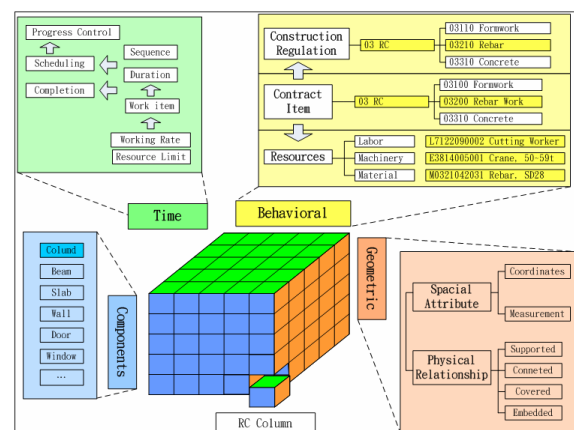 Progress Control
Scheduling
Completion
Sequence
Duration
Work item
Working Rate
Resource Limit
Construction
Regulation
03 RC
03110 Formwork
03210 Rebar
03310 Concrete
Contract
Item
03 RC
03100 Formwork
03200 Rebar Work
03310 Concrete
Resources
Labor
Machinery
Material
L7122090002 Cutting Worker
E3814005001 Crane, 50-59t
M0321042031 Rebar, SD28
Time
Behavioral
Geometric
Components
Column
Beam
Slab
Wall
Door
Window
...
Spacial
Attribute
Coordinates
Measurement
Physical
Relationship
Supported
Conneted
Covered
Embedded
RC Column